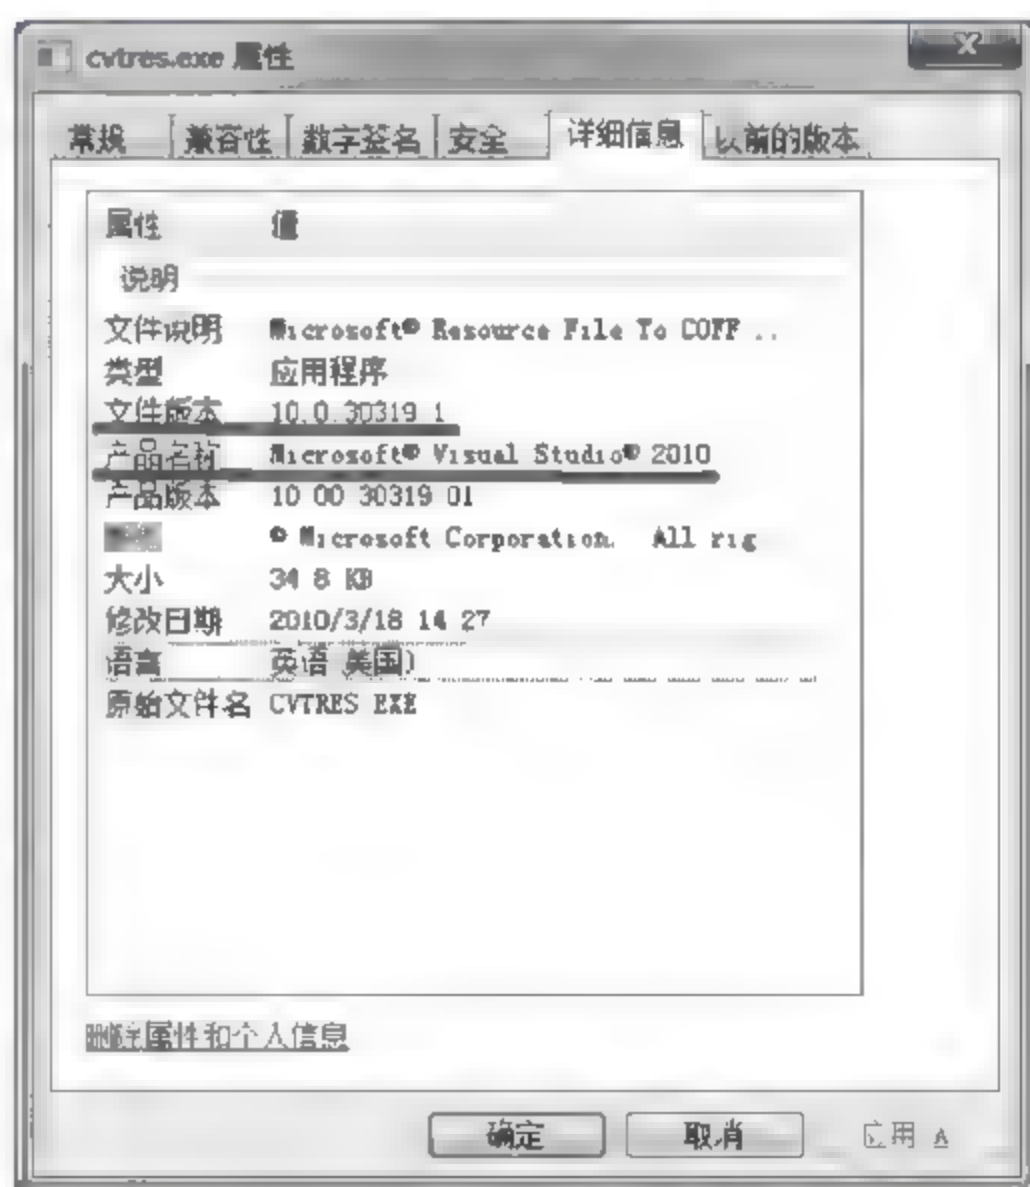 cvtres.exe 属性
常规 兼容性 数字签名 安全 详细信息 以前的版本
属性 值
说明
文件说明 Microsoft® Resource File To COFF ..
类型 应用程序
文件版本 10.0.30319 1
产品名称 Microsoft® Visual Studio® 2010
产品版本 10 00 30319 01
© Microsoft Corporation. All rig
大小 34 8 KB
修改日期 2010/3/18 14 27
语言 英语 美国)
原始文件名 CVTRES EXE
删除属性和个人信息
确定 取消 应用 A